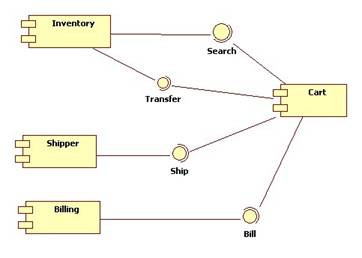 Inventory
Search
Transfer
Cart
Shipper
Ship
Billing
Bill